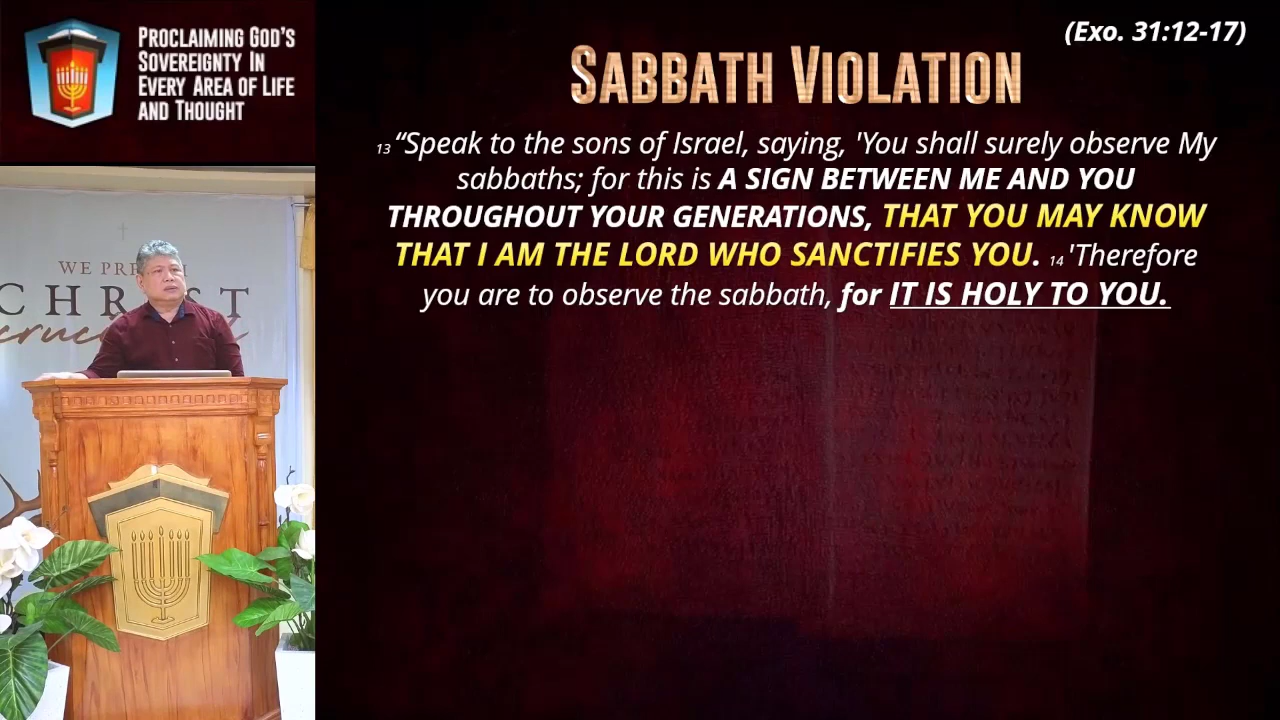 PROCLAIMING GOD'S
SOVEREIGNTY IN
EVERY AREA OF LIFE
AND THOUGHT
(Exo. 31:12-17)
SABBATH VIOLATION
13 “Speak to the sons of Israel, saying, 'You shall surely observe My
sabbaths; for this is A SIGN BETWEEN ME AND YOU
THROUGHOUT YOUR GENERATIONS, THAT YOU MAY KNOW
THAT I AM THE LORD WHO SANCTIFIES YOU. 14 'Therefore
you are to observe the sabbath, for IT IS HOLY TO YOU.
WE
CHRIST